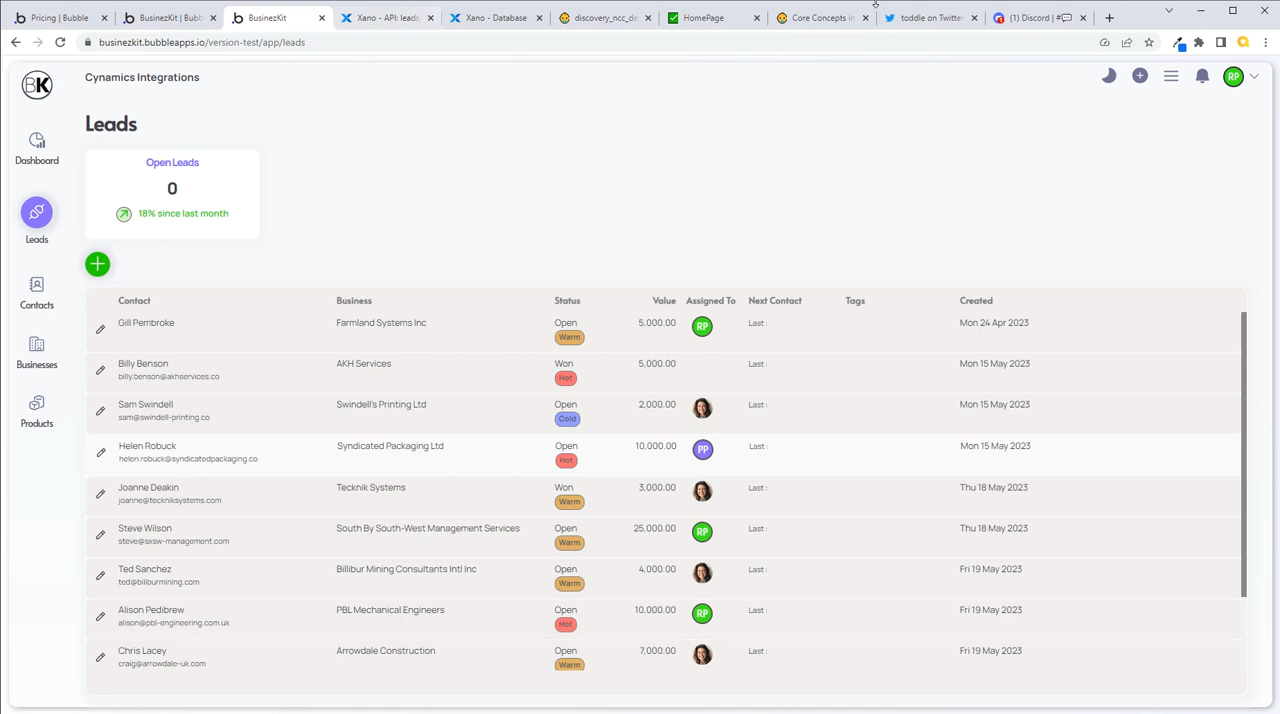 Pricing | Bubble
BusinezKit | Bubb
BusinezKit
Xano - API: leads_
Xano - Database
discovery_ncc_de
HomePage
Core Concepts in
toddle on Twitter
(1) Discord | #
businezkit.bubbleapps.io/version-test/app/leads
BK
Cynamics Integrations
RP
Leads
Dashboard
Open Leads
0
18% since last month
Leads
Contact Business Status Value Assigned To Next Contact Tags Created
Contacts
Gill Pembroke Farmland Systems Inc Open 5,000.00 RP Last : Mon 24 Apr 2023
Warm
Businesses
Billy Benson AKH Services Won 5,000.00 Last : Mon 15 May 2023
billy.benson@akhservices.co Hot
Products
Sam Swindell Swindell's Printing Ltd Open 2,000.00 Last : Mon 15 May 2023
sam@swindell-printing.co Cold
Helen Robuck Syndicated Packaging Ltd Open 10,000.00 PP Last : Mon 15 May 2023
helen.robuck@syndicatedpackaging.co Hot
Joanne Deakin Tecknik Systems Won 3,000.00 Last : Thu 18 May 2023
joanne@teckniksystems.com Warm
Steve Wilson South By South-West Management Services Open 25,000.00 RP Last : Thu 18 May 2023
steve@sxsw-management.com Warm
Ted Sanchez Billibur Mining Consultants Intl Inc Open 4,000.00 Last : Fri 19 May 2023
ted@biliburmining.com Warm
Alison Pedibrew PBL Mechanical Engineers Open 10,000.00 RP Last : Fri 19 May 2023
alison@pbl-engineering.com.uk Hot
Chris Lacey Arrowdale Construction Open 7,000.00 Last : Fri 19 May 2023
craig@arrowdale-uk.com Warm